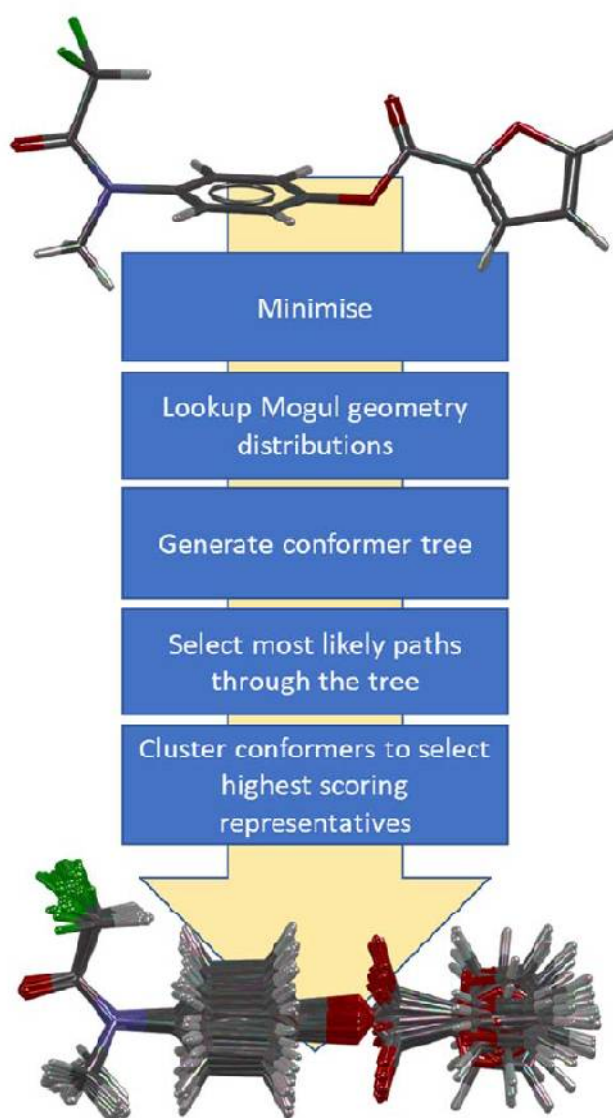 Minimise
Lookup Mogul geometry
distributions
Generate conformer tree
Select most likely paths
through the tree
Cluster conformers to select
highest scoring
representatives